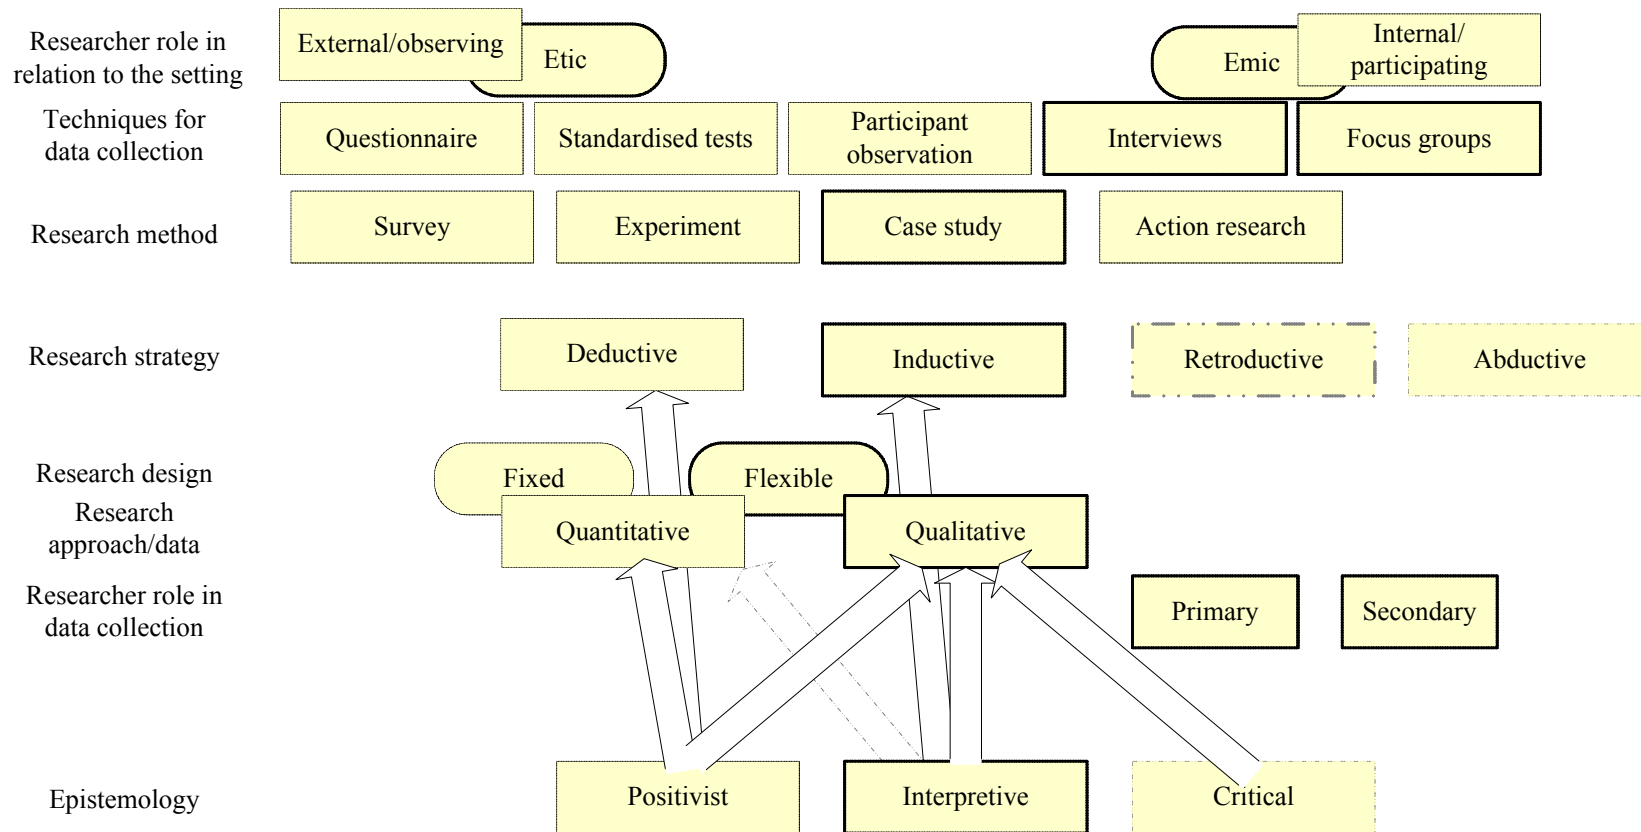 Researcher role in
relation to the setting
External/observing
Etic
Emic
Internal/
participating
Techniques for
data collection
Questionnaire
Standardised tests
Participant
observation
Interviews
Focus groups
Research method
Survey
Experiment
Case study
Action research
Research strategy
Deductive
Inductive
Retroductive
Abductive
Research design
Fixed
Flexible
Research
approach/data
Quantitative
Qualitative
Researcher role in
data collection
Primary
Secondary
Epistemology
Positivist
Interpretive
Critical